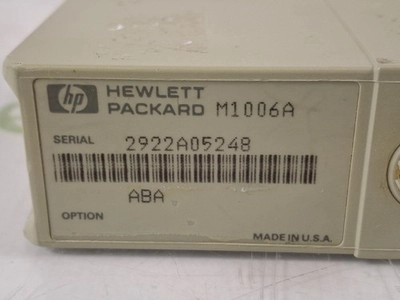 hp HEWLETT
PACKARD M1006A
SERIAL 2922A05248
ABA
OPTION
MADE IN U.S.A.